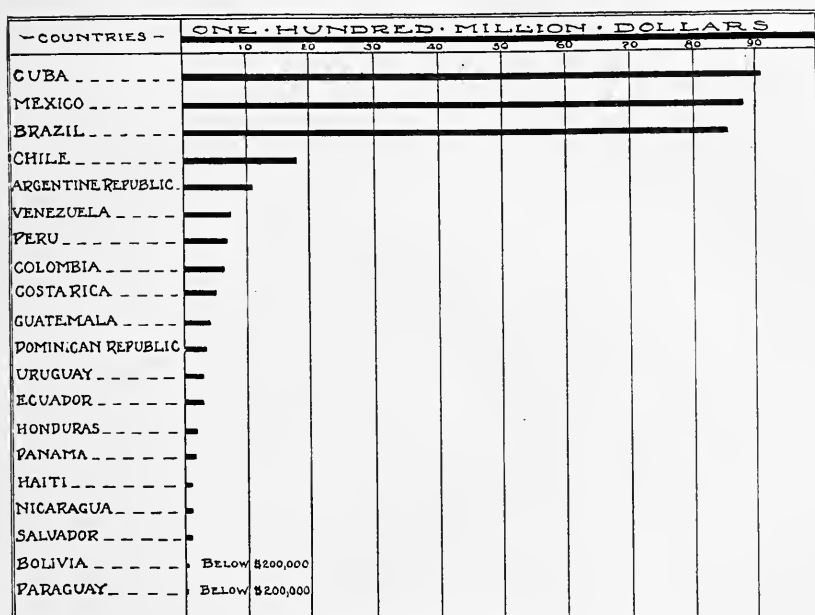 ONE·HUNDRED·MILLION·DOLLARS
~COUNTRIES~
10 20 30 40 50 60 70 80 90
CUBA
MEXICO
BRAZIL
CHILE
ARGENTINE REPUBLIC
VENEZUELA
PERU
COLOMBIA
COSTA RICA
GUATEMALA
DOMINICAN REPUBLIC
URUGUAY
ECUADOR
HONDURAS
PANAMA
HAITI
NICARAGUA
SALVADOR
BOLIVIA BELOW $200,000
PARAGUAY BELOW $200,000